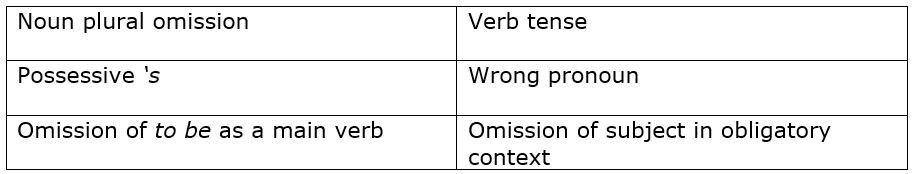 Noun plural omission
Verb tense
Possessive ‘s
Wrong pronoun
Omission of to be as a main verb
Omission of subject in obligatory
context